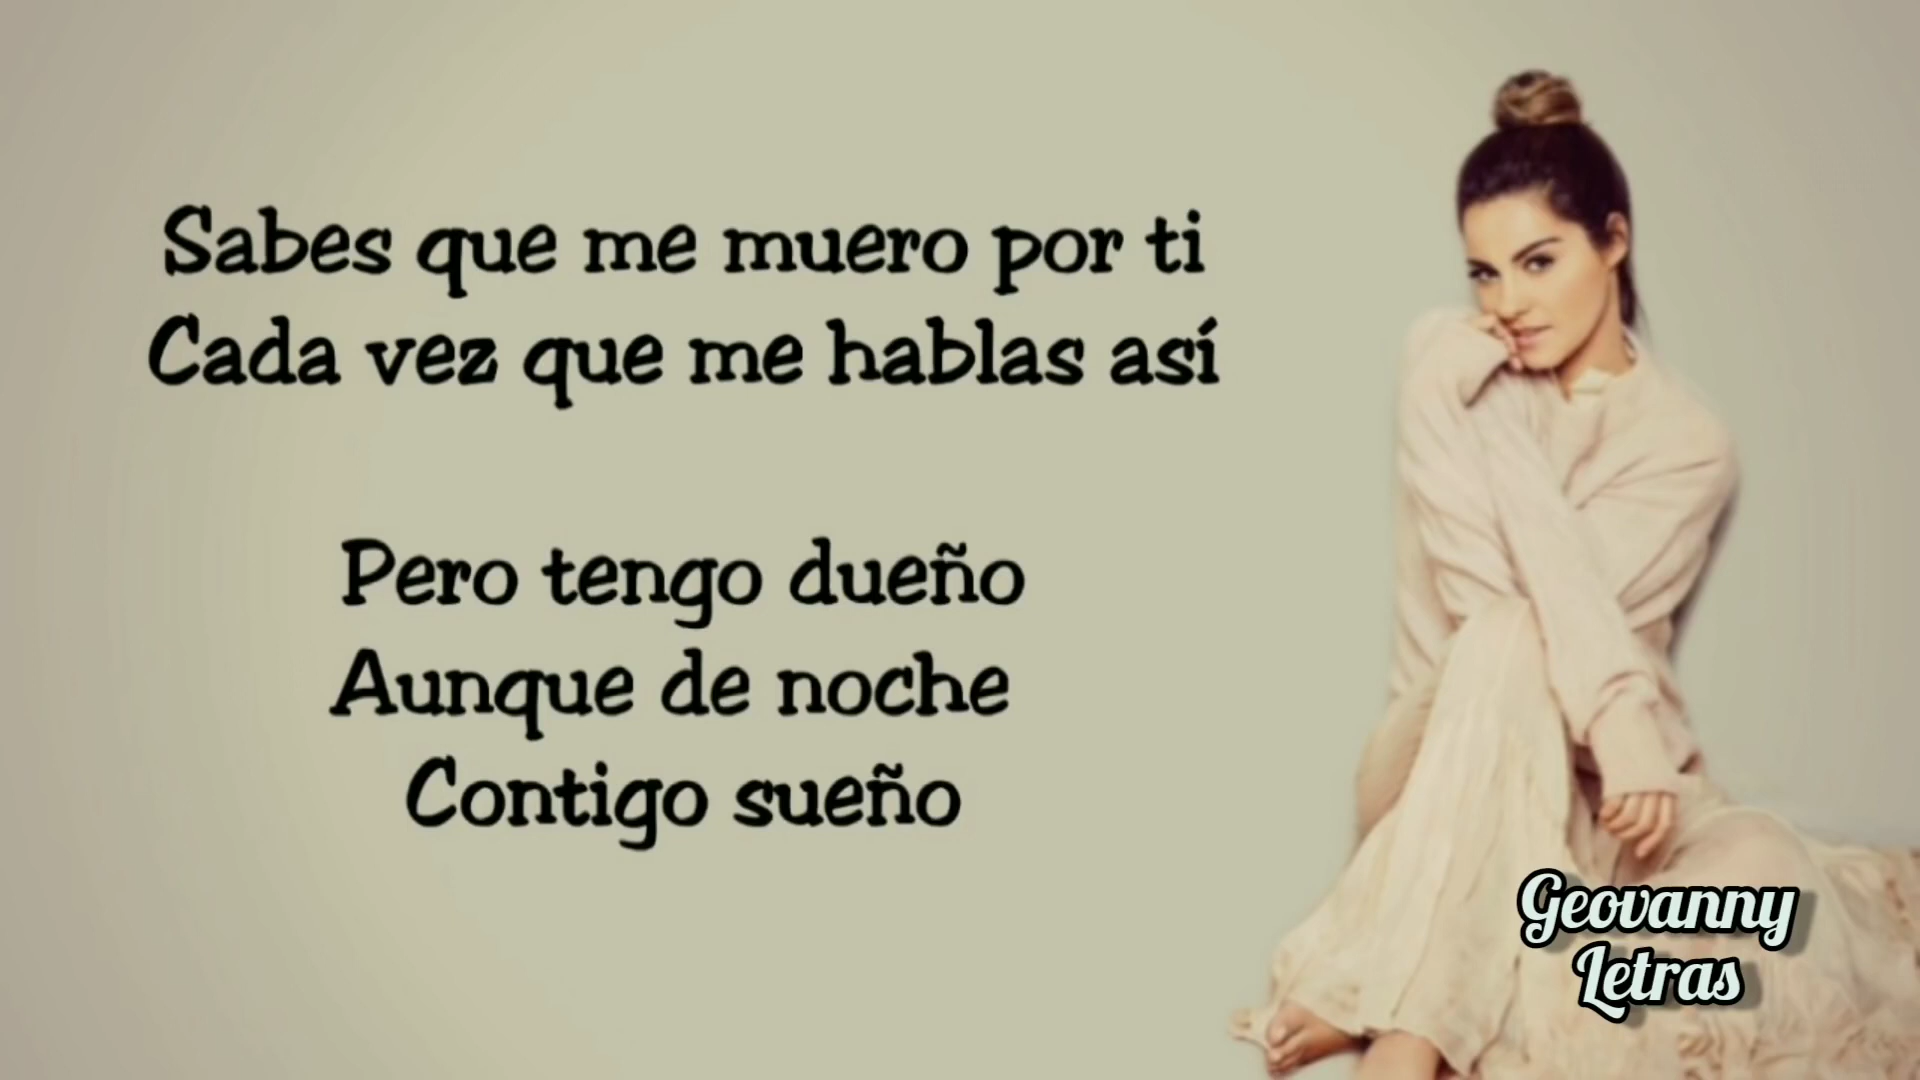 Sabes que me muero por ti
Cada vez que me hablas así
Pero tengo dueño
Aunque de noche
Contigo sueño
Geovanny
Letras